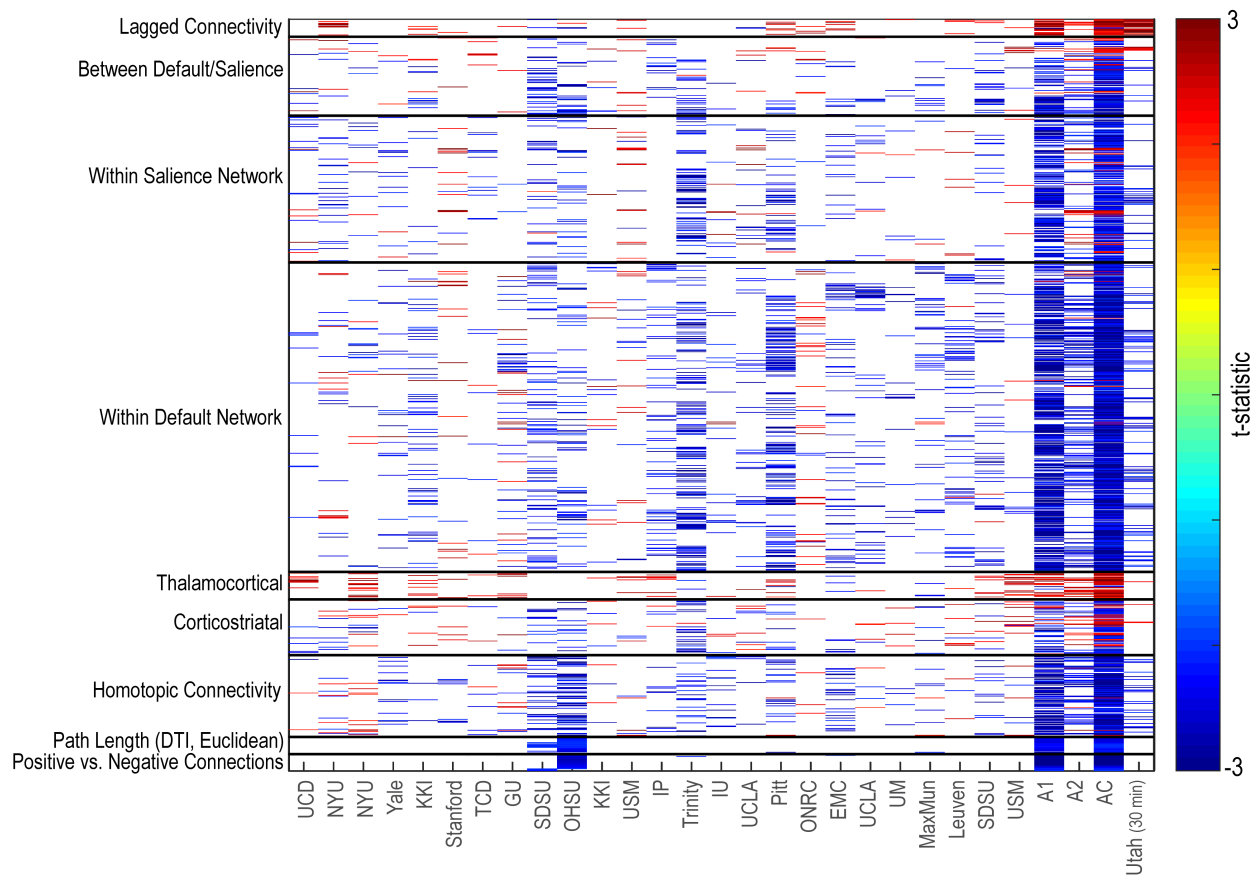 Lagged Connectivity
Between Default/Salience
Within Salience Network
Within Default Network
Thalamocortical
Corticostriatal
Homotopic Connectivity
Path Length (DTI, Euclidean)
Positive vs. Negative Connections
UCD
NYU
NYU
Yale
KKI
Stanford
TCD
GU
SDSU
OHSU
KKI
USM
IP
Trinity
IU
UCLA
Pitt
ONRC
EMC
UCLA
UM
MaxMun
Leuven
SDSU
USM
A1
A2
AC
Utah (30 min)
3
-3
t-statistic